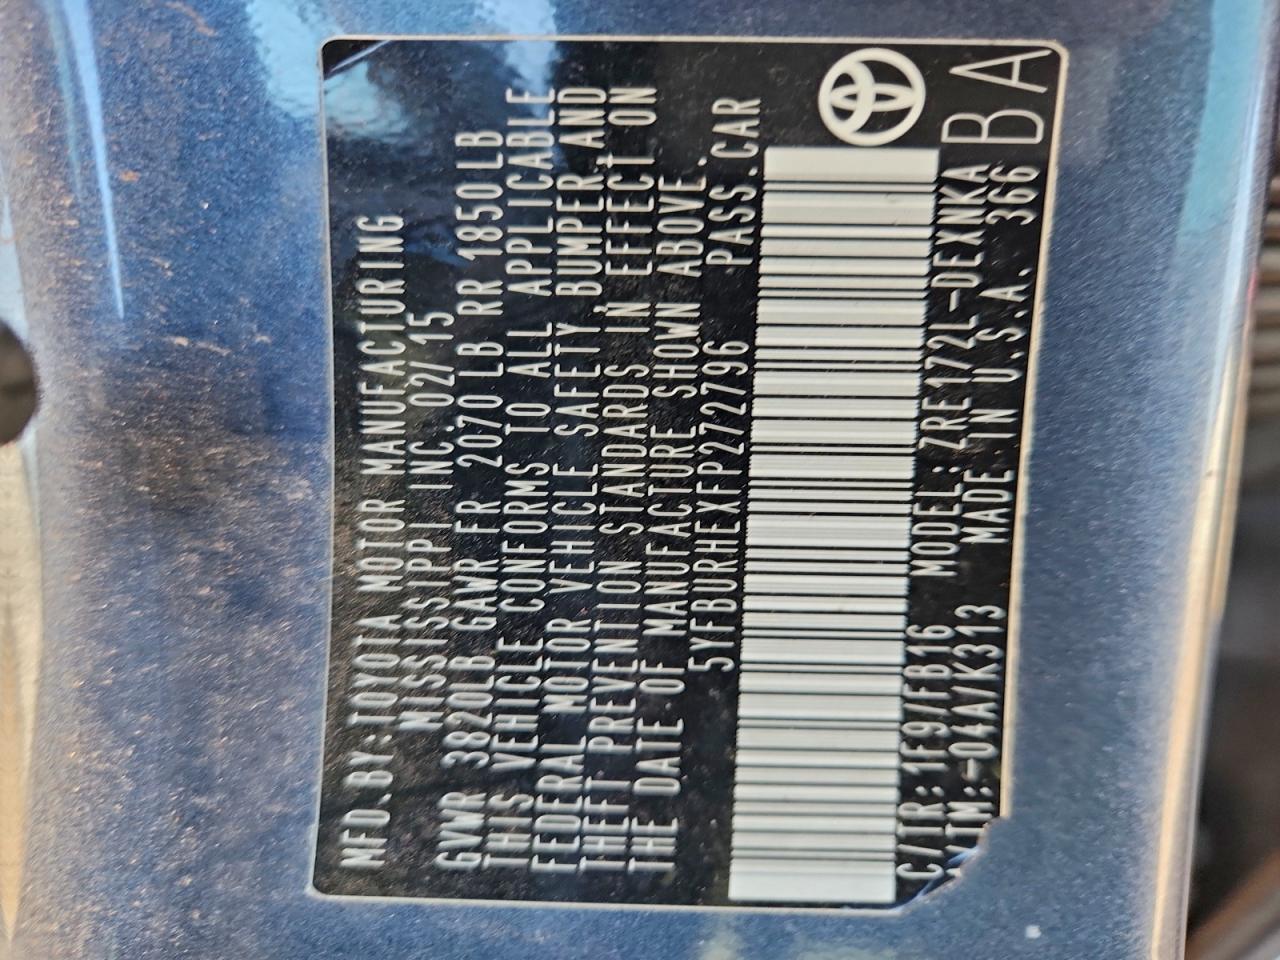 MFD.BY:TOYOTA MOTOR MANUFACTURING
MISSISSIPPI INC. 02/15
GVWR 3820LB GAWRFR 2070LB RR 1850LB
THIS VEHICLE CONFORMS TO ALL APPLICABLE
FEDERAL MOTOR VEHICLE SAFETY, BUMPER, AND
THEFT PREVENTION STANDARDS IN EFFECT ON
THE DATE OF MANUFACTURE SHOWN ABOVE.
5YFBURHEXFP272796 PASS.CAR
C/TR:1F9/FB16 MODEL:ZRE172L-DEXNKA
A/TM:-04A/K313 MADE IN U.S.A. 366
BA